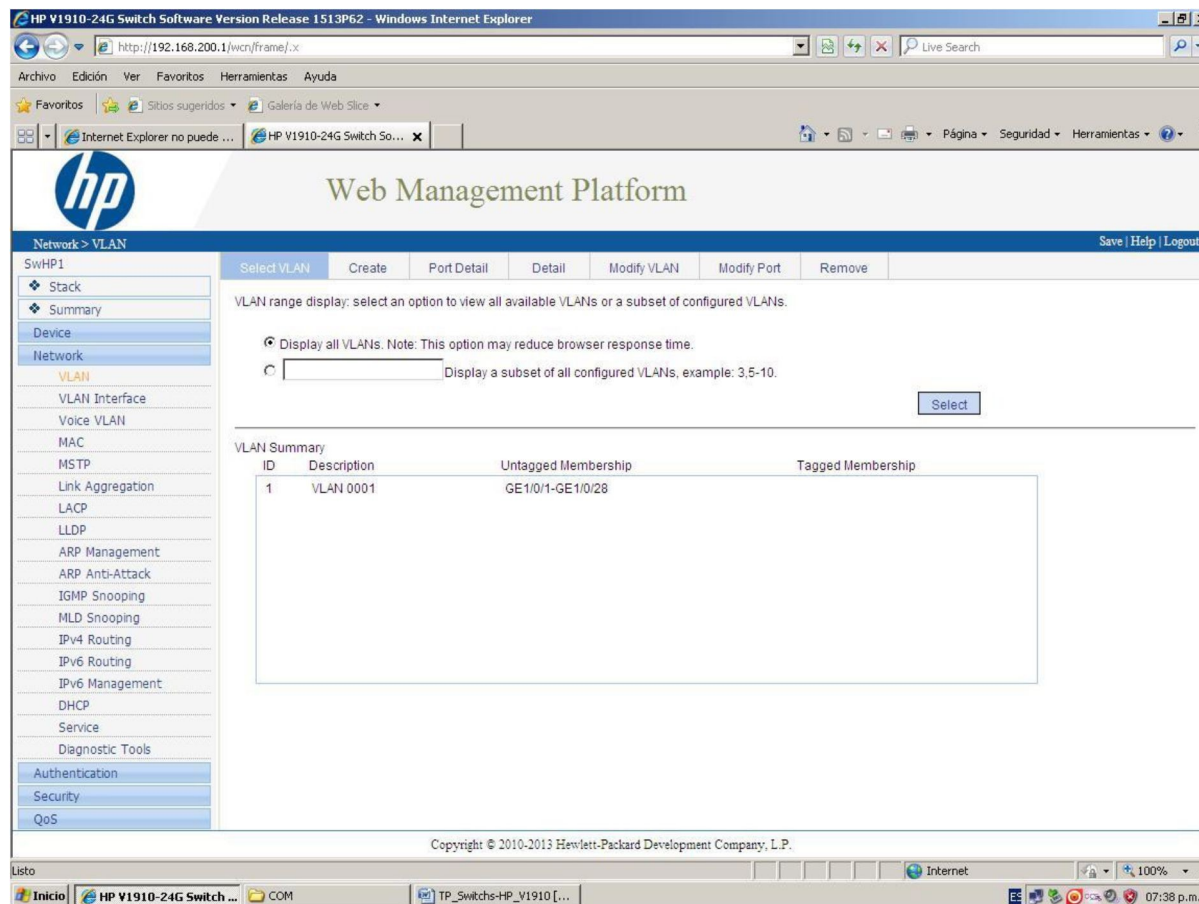 HP V1910-24G Switch Software Version Release 1513P62 - Windows Internet Explorer
http://192.168.200.1/wcn/frame/.x
Live Search
Archivo Edición Ver Favoritos Herramientas Ayuda
Favoritos Sitios sugeridos Galería de Web Slice
Internet Explorer no puede ... HP V1910-24G Switch So... Página Seguridad Herramientas
hp
Web Management Platform
Network > VLAN Save | Help | Logout
SwHP1
Stack
Summary
Device
Network
VLAN
VLAN Interface
Voice VLAN
MAC
MSTP
Link Aggregation
LACP
LLDP
ARP Management
ARP Anti-Attack
IGMP Snooping
MLD Snooping
IPv4 Routing
IPv6 Routing
IPv6 Management
DHCP
Service
Diagnostic Tools
Authentication
Security
QoS
Select VLAN Create Port Detail Detail Modify VLAN Modify Port Remove
VLAN range display: select an option to view all available VLANs or a subset of configured VLANs.
Display all VLANs. Note: This option may reduce browser response time.
Display a subset of all configured VLANs, example: 3,5-10.
Select
VLAN Summary
ID Description Untagged Membership Tagged Membership
1 VLAN 0001 GE1/0/1-GE1/0/28
Copyright © 2010-2013 Hewlett-Packard Development Company, L.P.
Listo Internet 100%
Inicio HP V1910-24G Switch ... COM TP_Switchs-HP_V1910 [... ES 07:38 p.m.